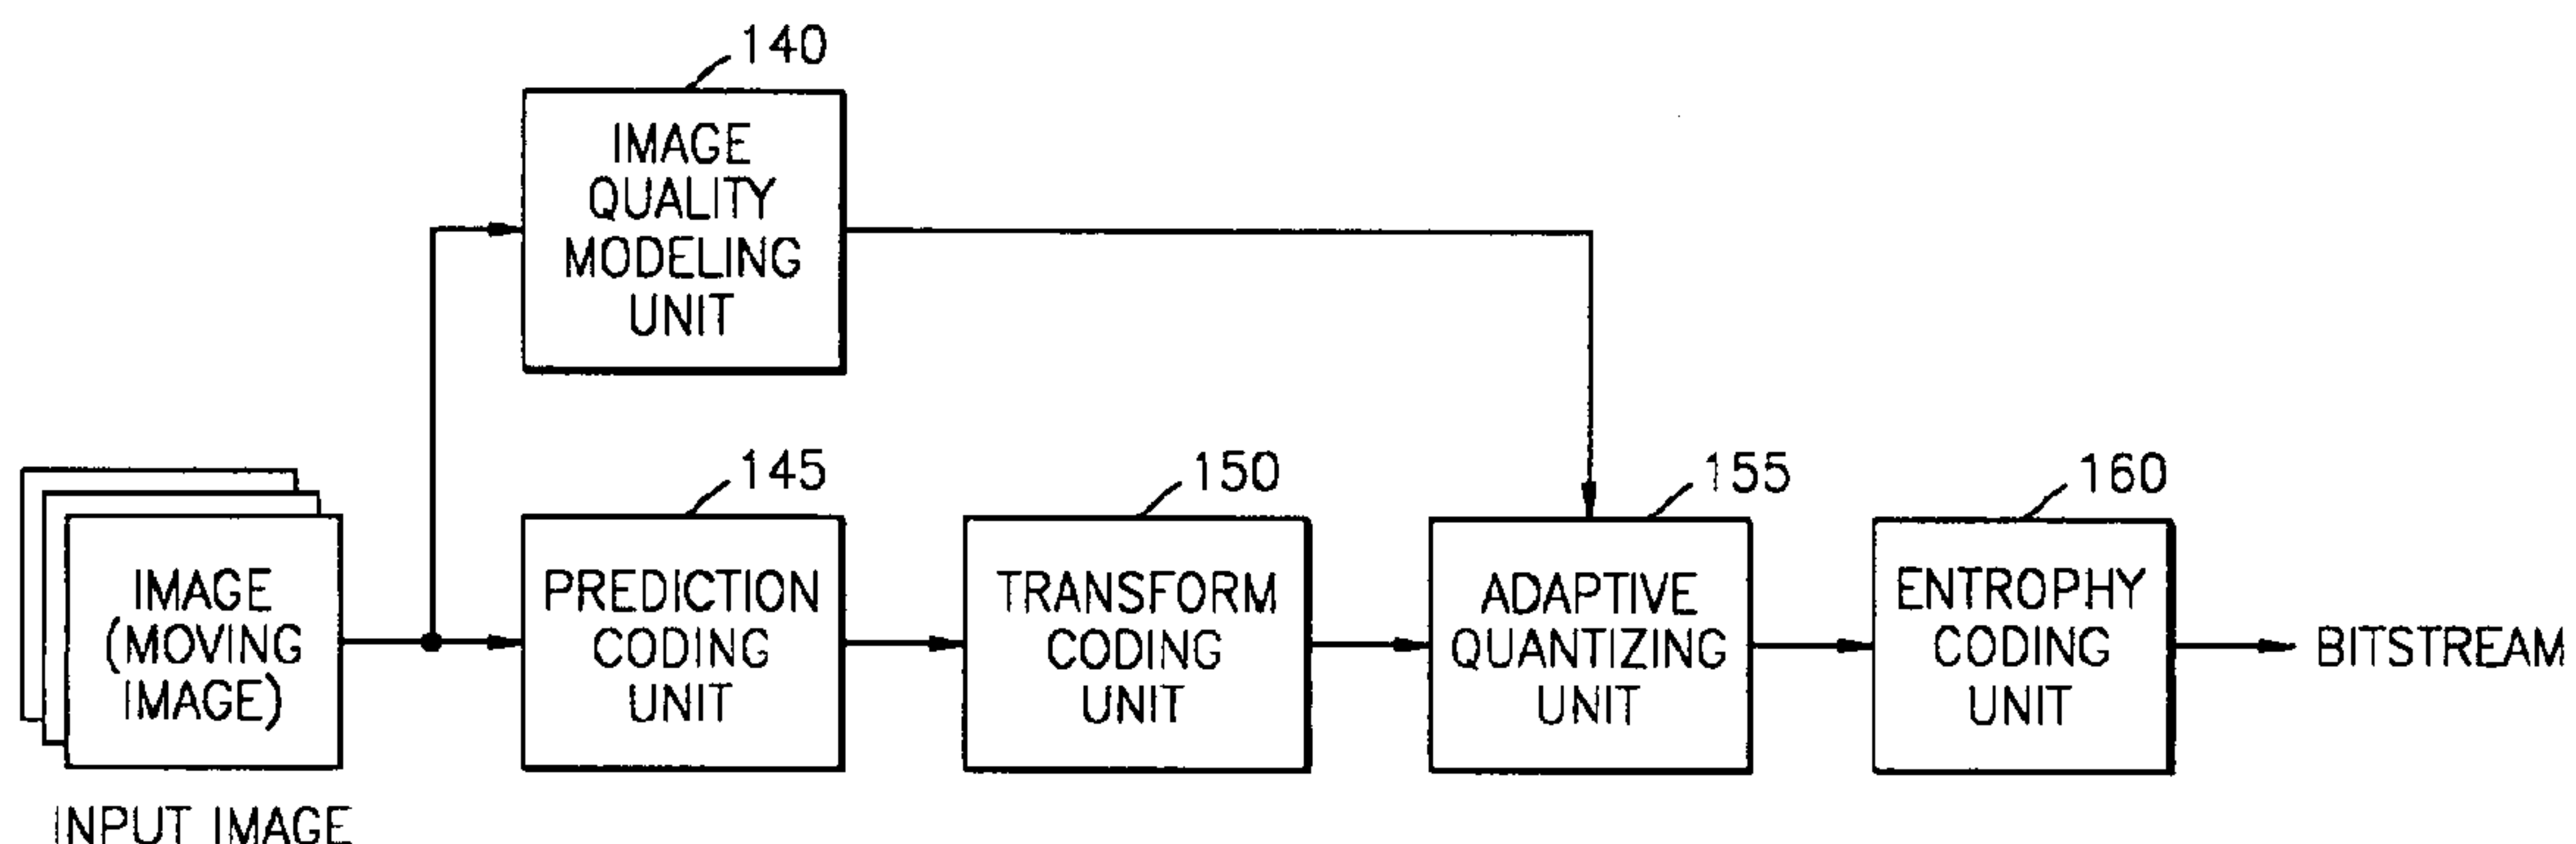 140
IMAGE
QUALITY
MODELING
UNIT
145
150
155
160
IMAGE
(MOVING
IMAGE)
PREDICTION
CODING
UNIT
TRANSFORM
CODING
UNIT
ADAPTIVE
QUANTIZING
UNIT
ENTROPHY
CODING
UNIT
BITSTREAM
INPUT IMAGE